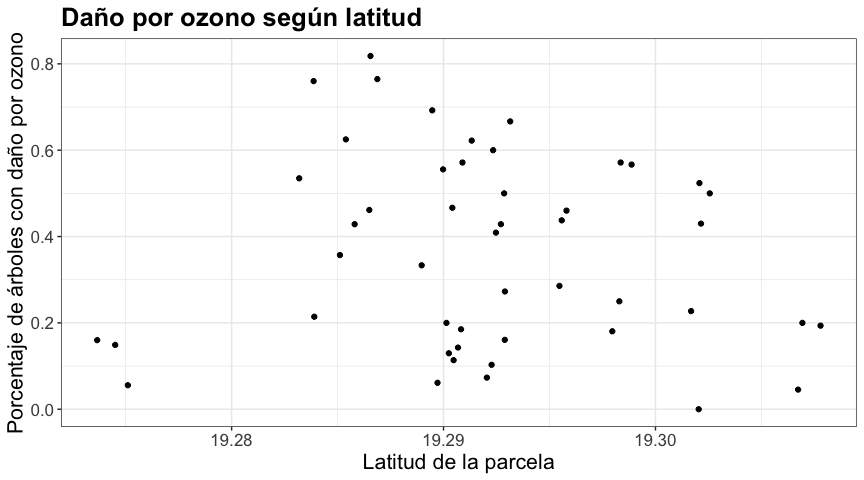 Daño por ozono según latitud
Porcentaje de árboles con daño por ozono
0.8
0.6
0.4
0.2
0.0
19.28 19.29 19.30
Latitud de la parcela